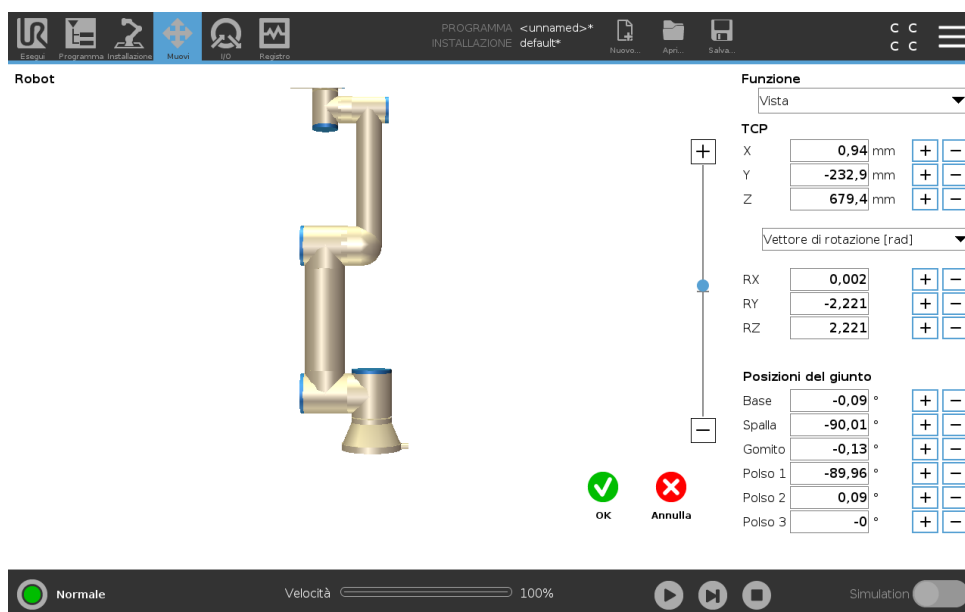 PROGRAMMA <unnamed>*
INSTALLAZIONE default*
UR
Esegui Programma Installazione Muovi I/O Registro
Nuovo... Apri... Salva...
C C
C C
Robot
Funzione
Vista
TCP
X 0,94 mm + −
Y -232,9 mm + −
Z 679,4 mm + −
Vettore di rotazione [rad]
RX 0,002 + −
RY -2,221 + −
RZ 2,221 + −
Posizioni del giunto
Base -0,09 ° + −
Spalla -90,01 ° + −
Gomito -0,13 ° + −
Polso 1 -89,96 ° + −
Polso 2 0,09 ° + −
Polso 3 -0 ° + −
+
−
OK Annulla
Normale Velocità 100% Simulation